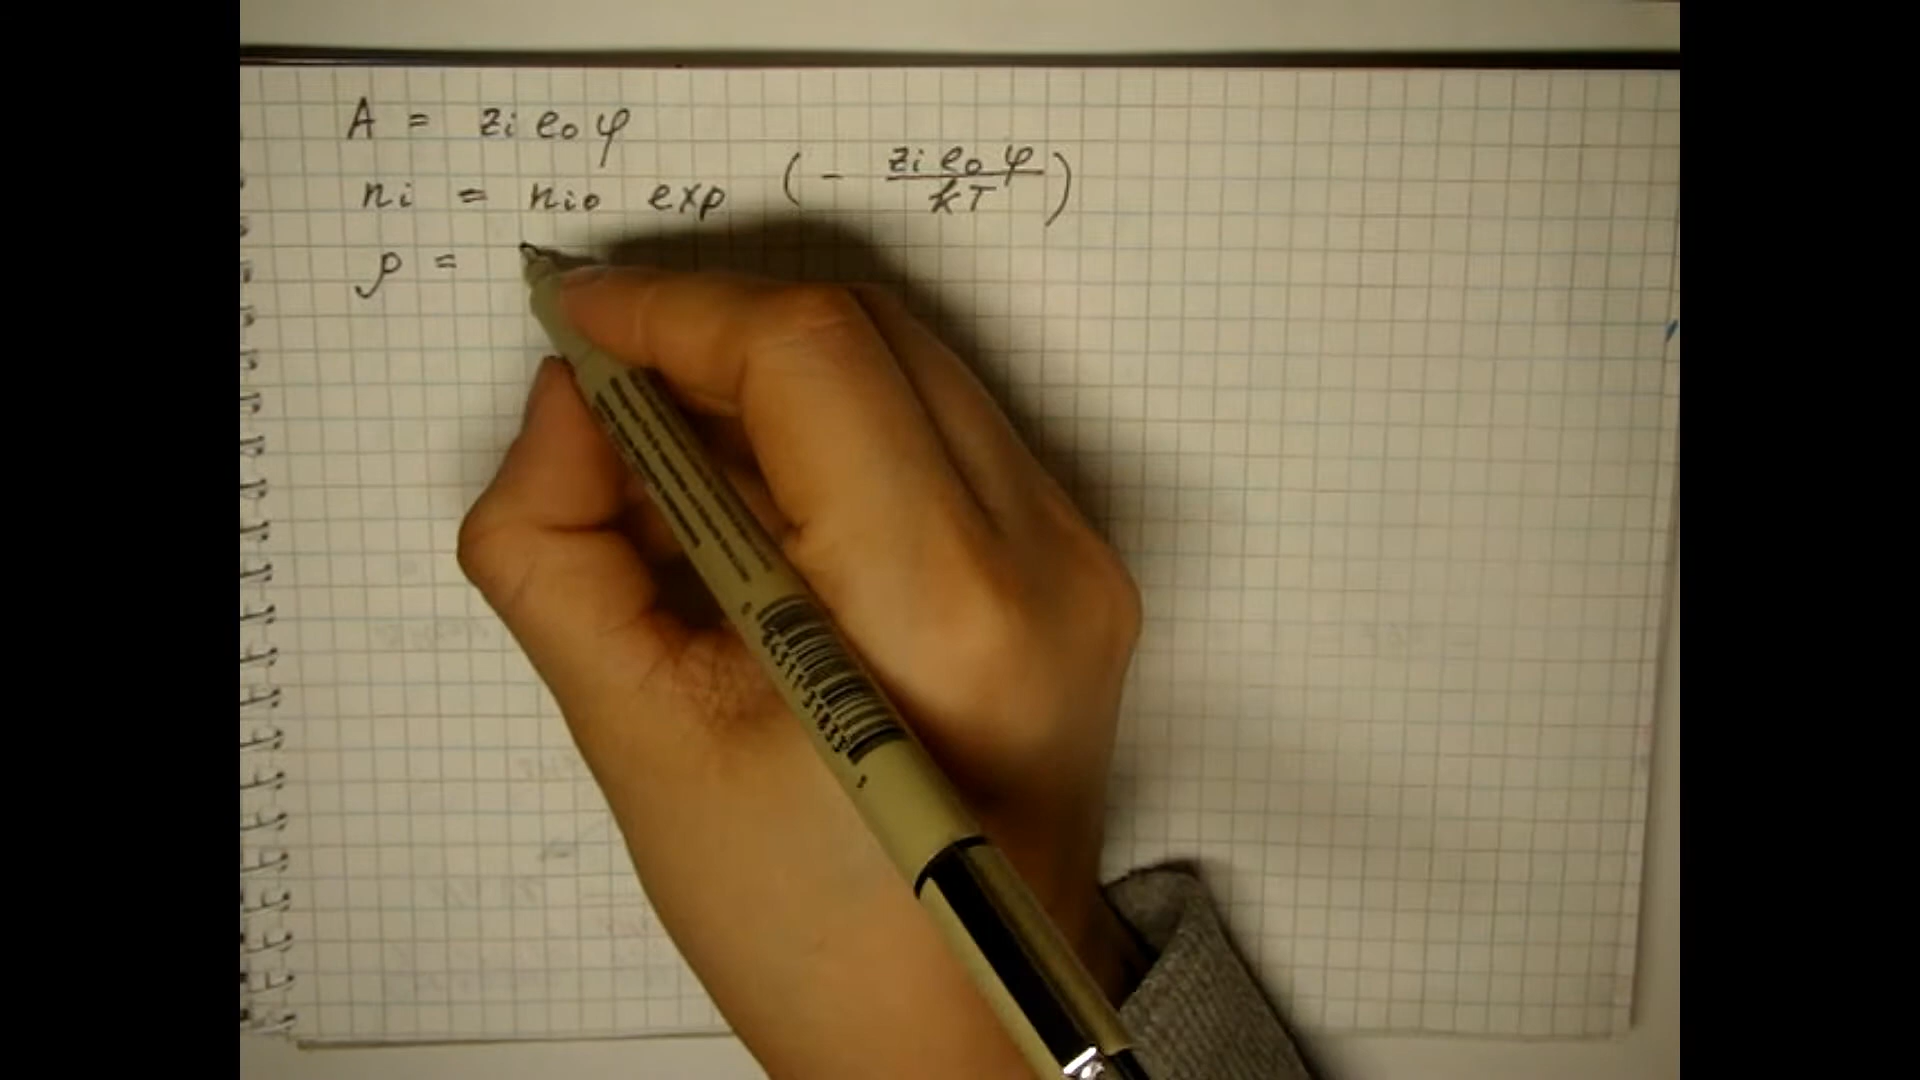 A = zi e0 φ
ni = ni0 exp (- zi e0 φ / kT)
ρ =